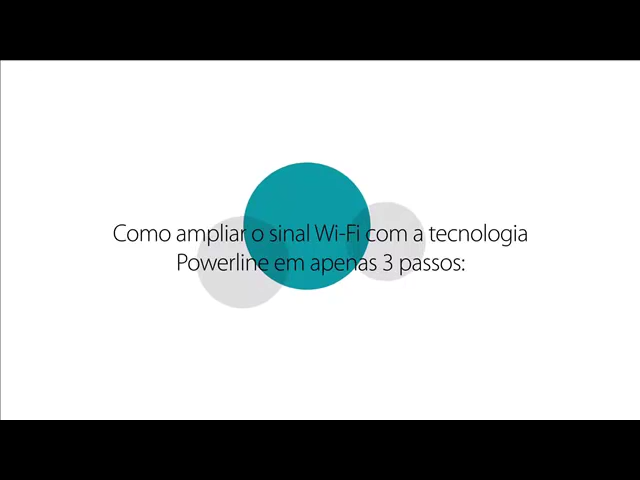 Como ampliar o sinal Wi-Fi com a tecnologia
Powerline em apenas 3 passos: